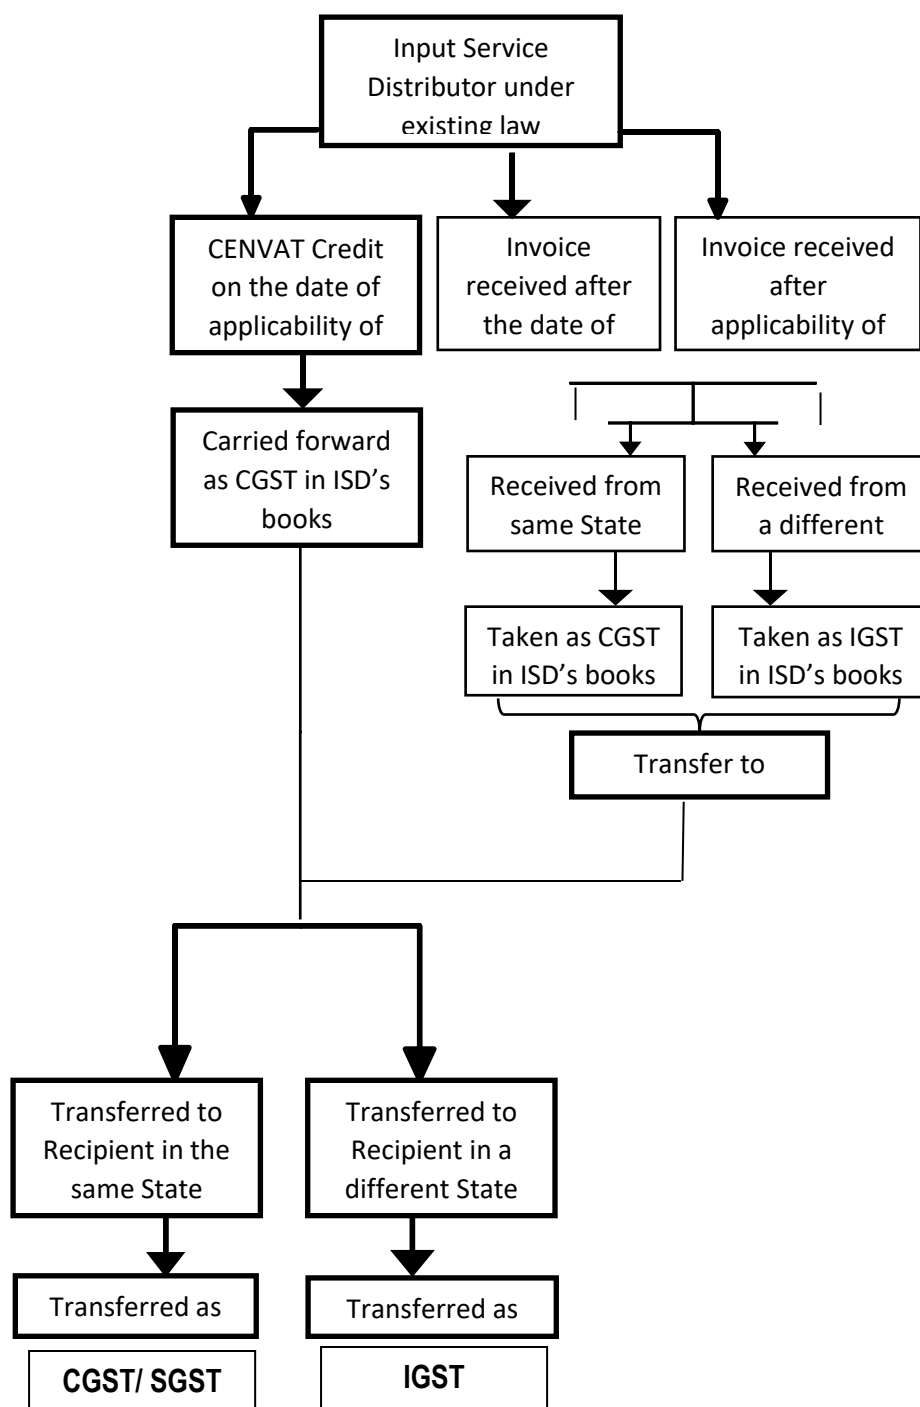 Input Service
Distributor under
existing law
CENVAT Credit
on the date of
applicability of
Invoice
received after
the date of
Invoice received
after
applicability of
Carried forward
as CGST in ISD's
books
Received from
same State
Received from
a different
Taken as CGST
in ISD's books
Taken as IGST
in ISD's books
Transfer to
Transferred to
Recipient in the
same State
Transferred to
Recipient in a
different State
Transferred as
Transferred as
CGST/ SGST
IGST